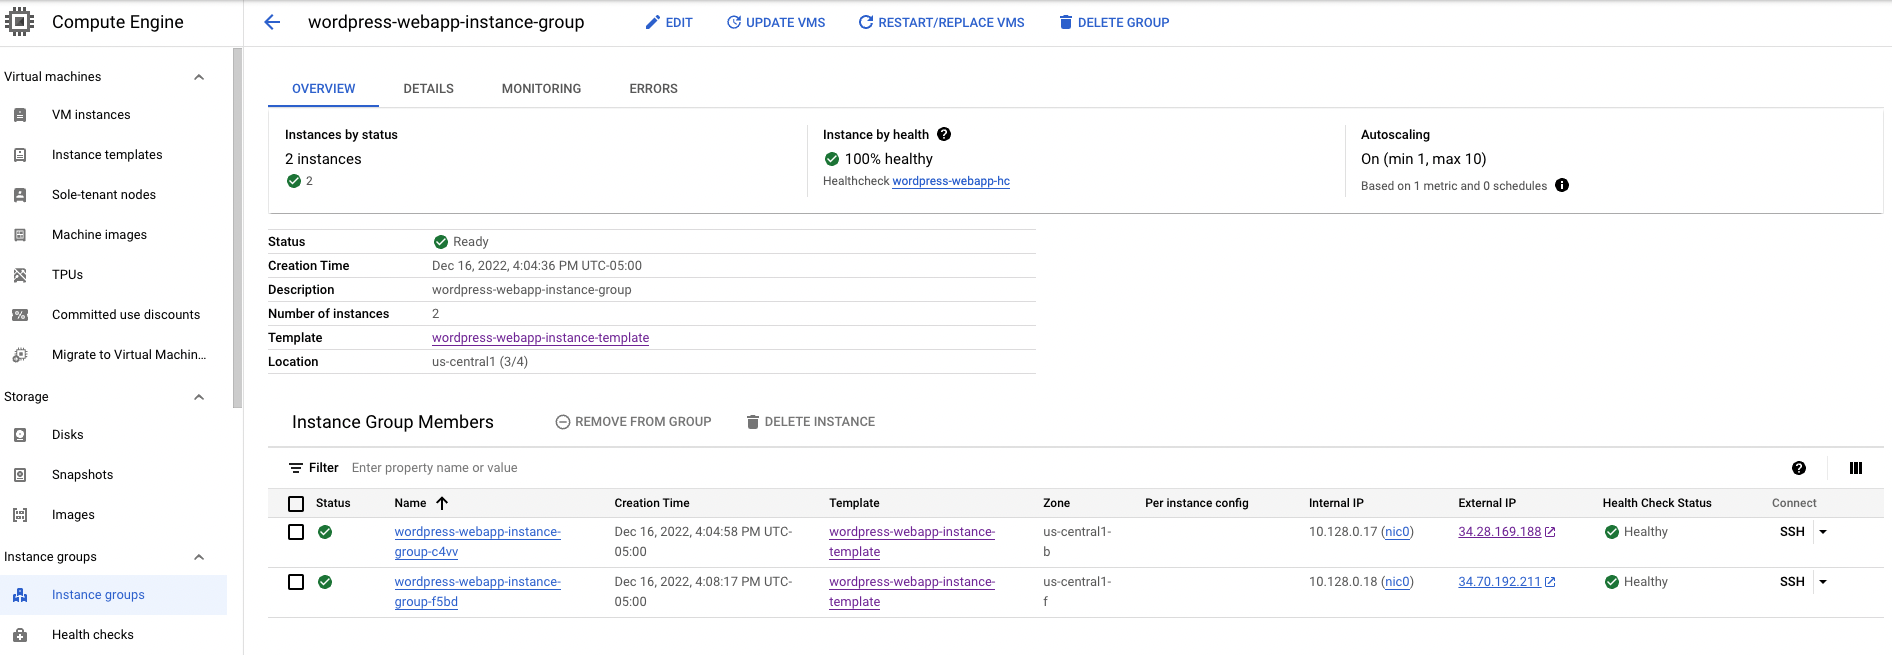 Compute Engine
wordpress-webapp-instance-group
EDIT
UPDATE VMS
RESTART/REPLACE VMS
DELETE GROUP
Virtual machines
VM instances
Instance templates
Sole-tenant nodes
Machine images
TPUs
Committed use discounts
Migrate to Virtual Machin...
Storage
Disks
Snapshots
Images
Instance groups
Instance groups
Health checks
OVERVIEW
DETAILS
MONITORING
ERRORS
Instances by status
2 instances
2
Instance by health
100% healthy
Healthcheck wordpress-webapp-hc
Autoscaling
On (min 1, max 10)
Based on 1 metric and 0 schedules
Status Ready
Creation Time Dec 16, 2022, 4:04:36 PM UTC-05:00
Description wordpress-webapp-instance-group
Number of instances 2
Template wordpress-webapp-instance-template
Location us-central1 (3/4)
Instance Group Members
REMOVE FROM GROUP
DELETE INSTANCE
Filter Enter property name or value
Status Name Creation Time Template Zone Per instance config Internal IP External IP Health Check Status Connect
wordpress-webapp-instance- Dec 16, 2022, 4:04:58 PM UTC- wordpress-webapp-instance- us-central1- 10.128.0.17 (nic0) 34.28.169.188 Healthy SSH
group-c4vv 05:00 template b
wordpress-webapp-instance- Dec 16, 2022, 4:08:17 PM UTC- wordpress-webapp-instance- us-central1- 10.128.0.18 (nic0) 34.70.192.211 Healthy SSH
group-f5bd 05:00 template f